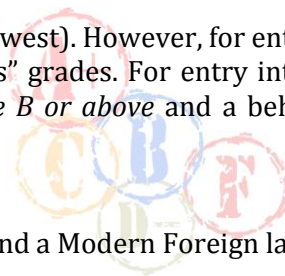 west). However, for ent
s” grades. For entry int
e B or above and a beh
nd a Modern Foreign la
A+
B
C
F
D-